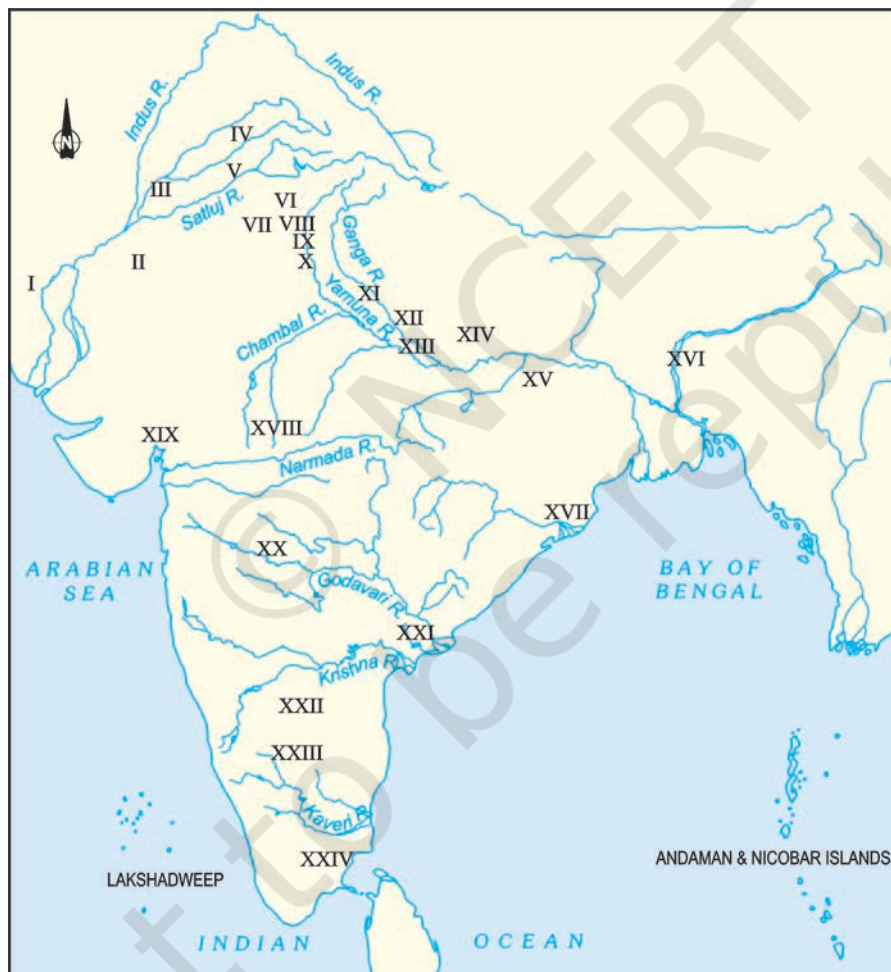 Indus R.
Indus R.
N
IV
V
III
Satluj R.
VI
VII
VIII
IX
II
X
I
Ganga R.
XI
Yamuna R.
XII
Chambal R.
XIII
XIV
XV
XVI
XVIII
XIX
Narmada R.
XVII
XX
ARABIAN
SEA
Godavari R.
BAY OF
BENGAL
XXI
Krishna R.
XXII
XXIII
Kaveri R.
XXIV
LAKSHADWEEP
ANDAMAN & NICOBAR ISLANDS
INDIAN OCEAN
© NCERT
not to be repu